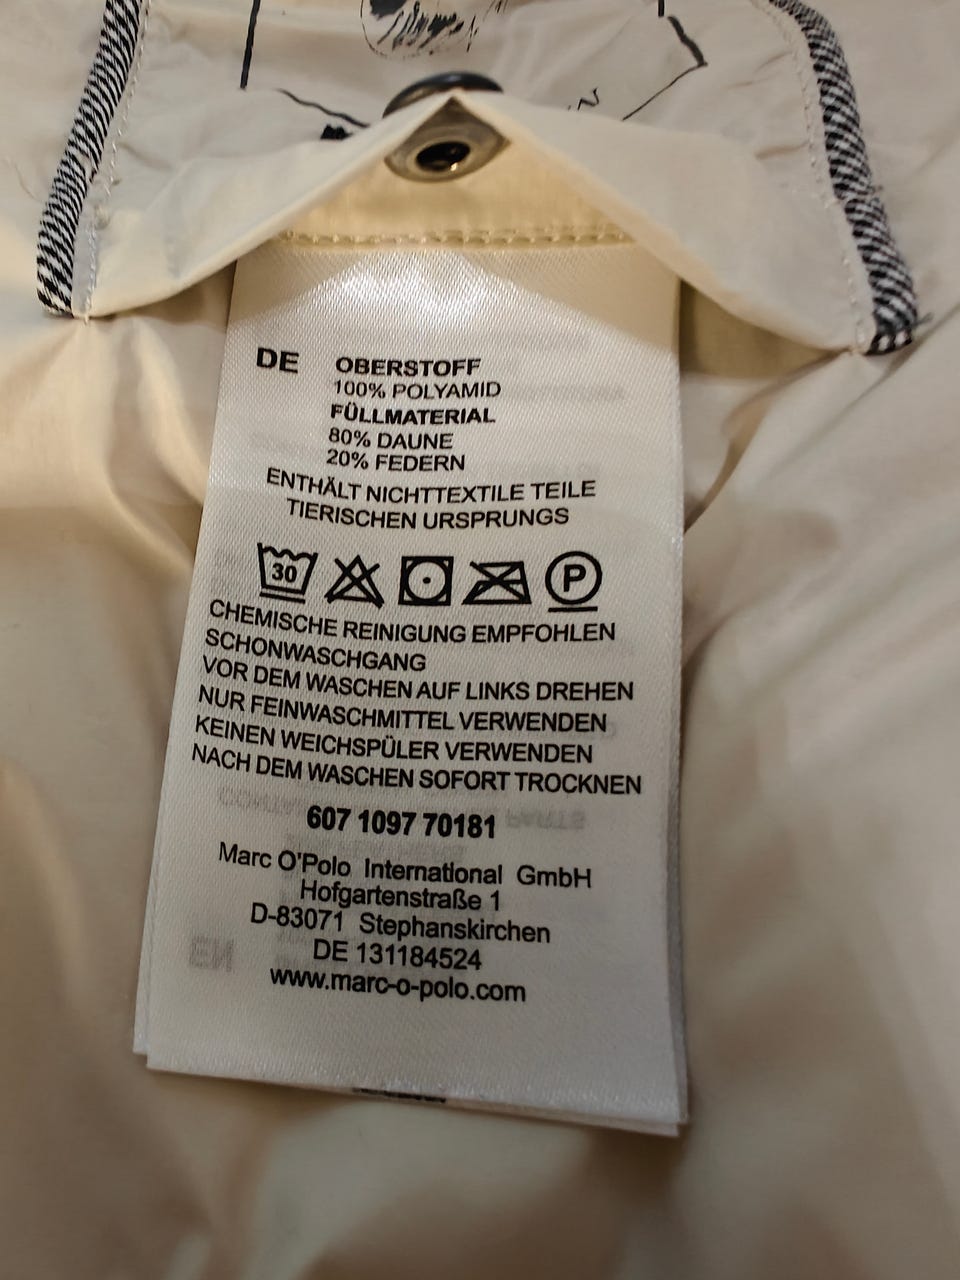 DE OBERSTOFF
100% POLYAMID
FÜLLMATERIAL
80% DAUNE
20% FEDERN
ENTHÄLT NICHTTEXTILE TEILE
TIERISCHEN URSPRUNGS
30 P
CHEMISCHE REINIGUNG EMPFOHLEN
SCHONWASCHGANG
VOR DEM WASCHEN AUF LINKS DREHEN
NUR FEINWASCHMITTEL VERWENDEN
KEINEN WEICHSPÜLER VERWENDEN
NACH DEM WASCHEN SOFORT TROCKNEN
607 1097 70181
Marc O'Polo International GmbH
Hofgartenstraße 1
D-83071 Stephanskirchen
DE 131184524
www.marc-o-polo.com